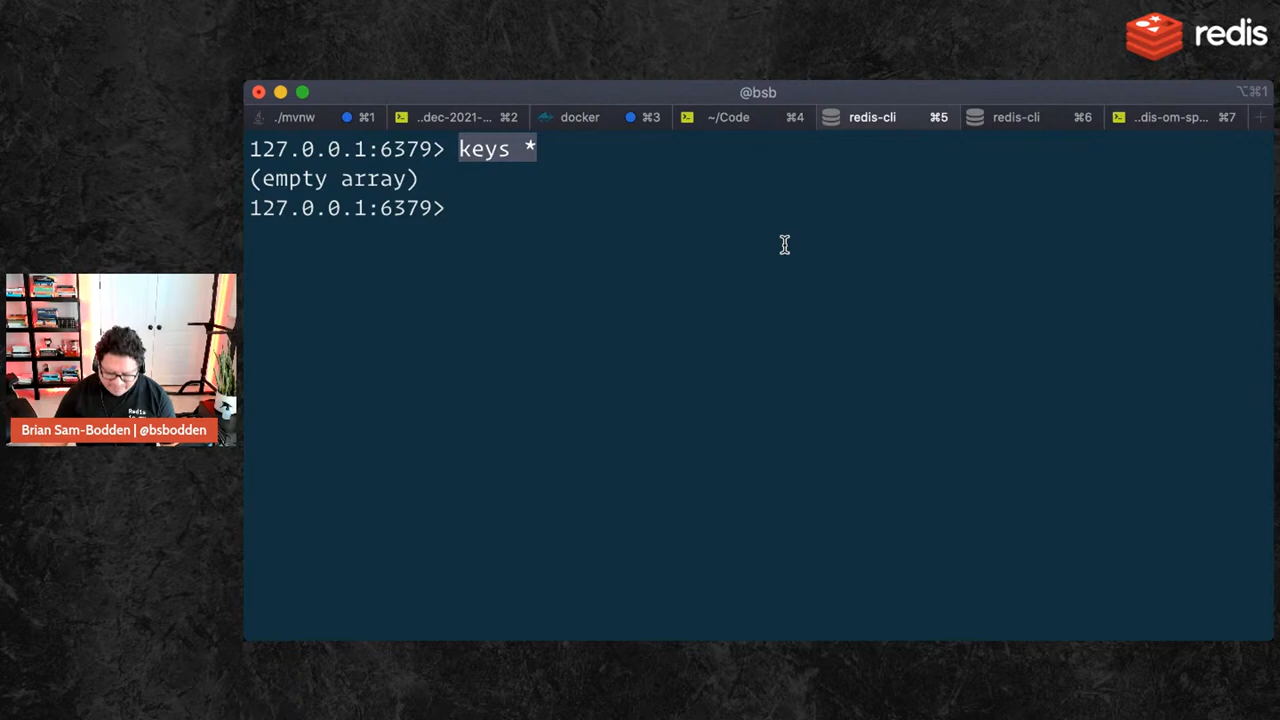 redis
@bsb
⌥⌘1
./mvnw ⌘1
..dec-2021-... ⌘2
docker ⌘3
~/Code ⌘4
redis-cli ⌘5
redis-cli ⌘6
..dis-om-sp... ⌘7
+
127.0.0.1:6379> keys *
(empty array)
127.0.0.1:6379>
Redis
Brian Sam-Bodden | @bsbodden